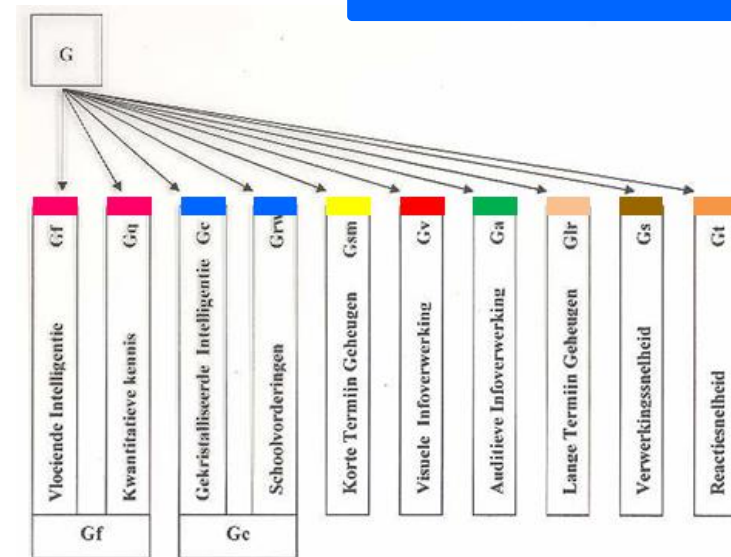 G
Gf
Vloeiende Intelligentie
Gq
Kwantitatieve kennis
Gc
Gekristalliseerde Intelligentie
Grw
Schoolvorderingen
Gsm
Korte Termijn Geheugen
Gv
Visuele Infoverwerking
Ga
Auditieve Infoverwerking
Glr
Lange Termijn Geheugen
Gs
Verwerkingssnelheid
Gt
Reactiesnelheid
Gf
Gc